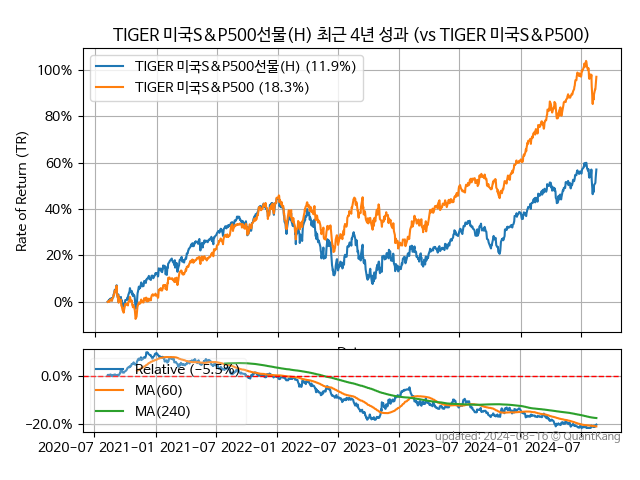 TIGER 미국S&P500선물(H) 최근 4년 성과 (vs TIGER 미국S&P500)
TIGER 미국S&P500선물(H) (11.9%)
TIGER 미국S&P500 (18.3%)
100%
80%
60%
40%
20%
0%
Rate of Return (TR)
Relative (−5.5%)
MA(60)
MA(240)
0.0%
−20.0%
updated: 2024-08-16 © QuantKang
2020-07 2021-01 2021-07 2022-01 2022-07 2023-01 2023-07 2024-01 2024-07